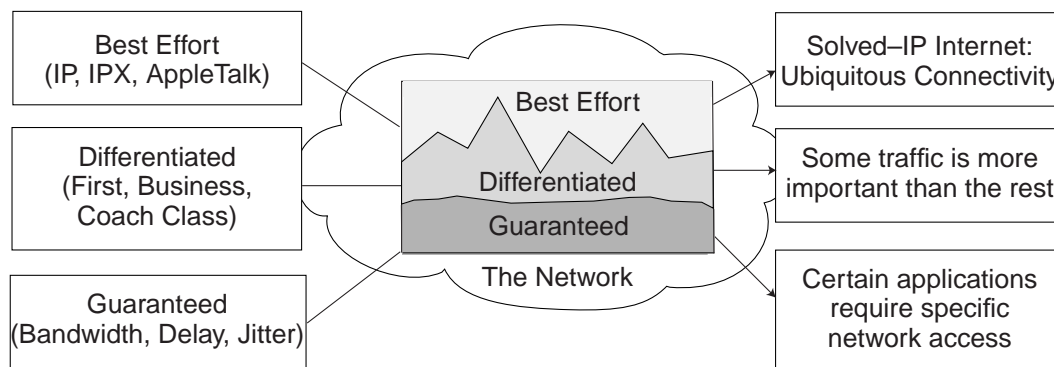 Best Effort
(IP, IPX, AppleTalk)
Differentiated
(First, Business,
Coach Class)
Guaranteed
(Bandwidth, Delay, Jitter)
Best Effort
Differentiated
Guaranteed
The Network
Solved–IP Internet:
Ubiquitous Connectivity
Some traffic is more
important than the rest
Certain applications
require specific
network access